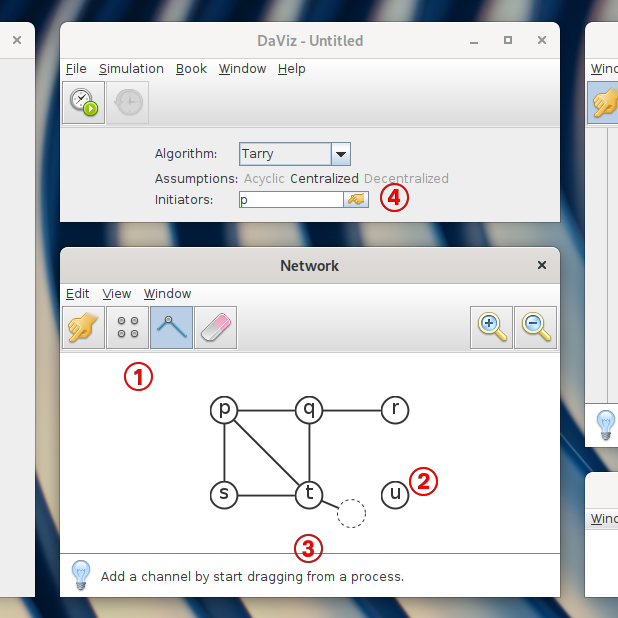 DaViz - Untitled
File Simulation Book Window Help
Wind
Algorithm: Tarry
Assumptions: Acyclic Centralized Decentralized
Initiators: p
4
Network
Edit View Window
1
p q r
s t u
2
3
Add a channel by start dragging from a process.
Wind